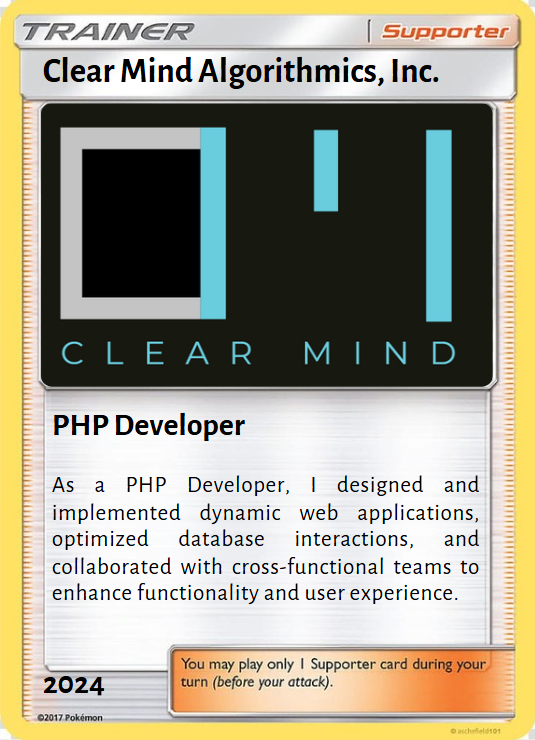 TRAINER
Supporter
Clear Mind Algorithmics, Inc.
CLEAR MIND
PHP Developer
As a PHP Developer, I designed and
implemented dynamic web applications,
optimized database interactions, and
collaborated with cross-functional teams to
enhance functionality and user experience.
You may play only 1 Supporter card during your
turn (before your attack).
2024
©2017 Pokémon
© aschefield101